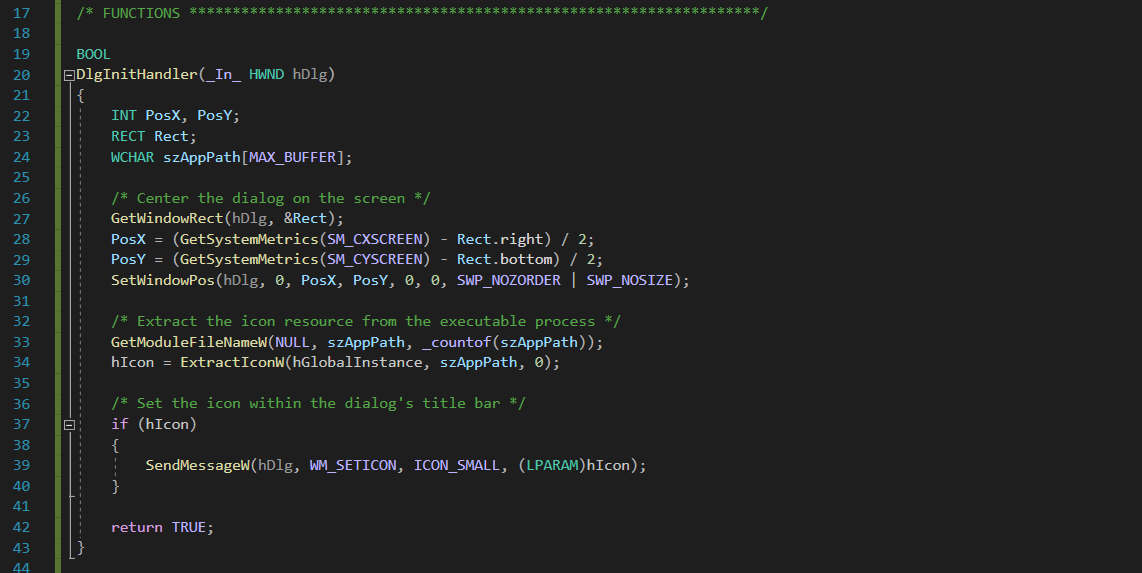 17 /* FUNCTIONS ******************************************************************/
18
19 BOOL
20 DlgInitHandler(_In_ HWND hDlg)
21 {
22     INT PosX, PosY;
23     RECT Rect;
24     WCHAR szAppPath[MAX_BUFFER];
25
26     /* Center the dialog on the screen */
27     GetWindowRect(hDlg, &Rect);
28     PosX = (GetSystemMetrics(SM_CXSCREEN) - Rect.right) / 2;
29     PosY = (GetSystemMetrics(SM_CYSCREEN) - Rect.bottom) / 2;
30     SetWindowPos(hDlg, 0, PosX, PosY, 0, 0, SWP_NOZORDER | SWP_NOSIZE);
31
32     /* Extract the icon resource from the executable process */
33     GetModuleFileNameW(NULL, szAppPath, _countof(szAppPath));
34     hIcon = ExtractIconW(hGlobalInstance, szAppPath, 0);
35
36     /* Set the icon within the dialog's title bar */
37     if (hIcon)
38     {
39         SendMessageW(hDlg, WM_SETICON, ICON_SMALL, (LPARAM)hIcon);
40     }
41
42     return TRUE;
43 }
44